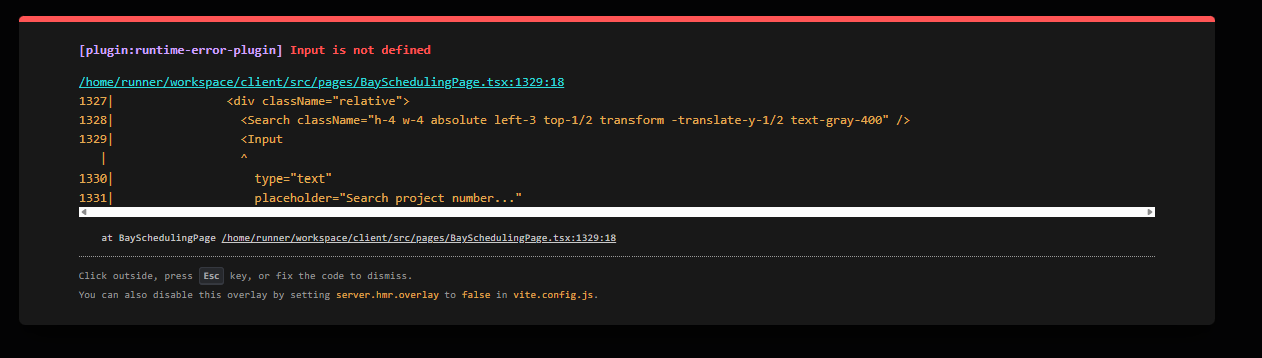 [plugin:runtime-error-plugin] Input is not defined
/home/runner/workspace/client/src/pages/BaySchedulingPage.tsx:1329:18
1327|                <div className="relative">
1328|                  <Search className="h-4 w-4 absolute left-3 top-1/2 transform -translate-y-1/2 text-gray-400" />
1329|                  <Input
   |                  ^
1330|                    type="text"
1331|                    placeholder="Search project number..."
at BaySchedulingPage /home/runner/workspace/client/src/pages/BaySchedulingPage.tsx:1329:18
Click outside, press Esc key, or fix the code to dismiss.
You can also disable this overlay by setting server.hmr.overlay to false in vite.config.js.